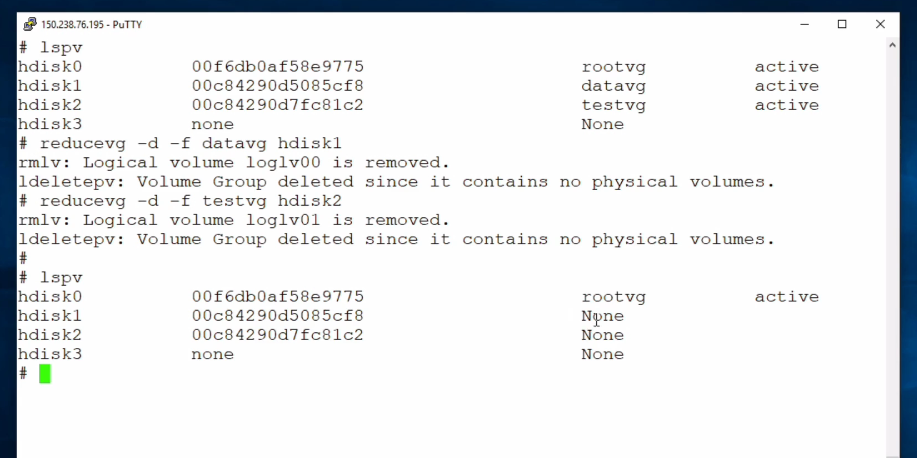 150.238.76.195 - PuTTY
# lspv
hdisk0 00f6db0af58e9775 rootvg active
hdisk1 00c84290d5085cf8 datavg active
hdisk2 00c84290d7fc81c2 testvg active
hdisk3 none None
# reducevg -d -f datavg hdisk1
rmlv: Logical volume loglv00 is removed.
ldeletepv: Volume Group deleted since it contains no physical volumes.
# reducevg -d -f testvg hdisk2
rmlv: Logical volume loglv01 is removed.
ldeletepv: Volume Group deleted since it contains no physical volumes.
#
# lspv
hdisk0 00f6db0af58e9775 rootvg active
hdisk1 00c84290d5085cf8 None
hdisk2 00c84290d7fc81c2 None
hdisk3 none None
#